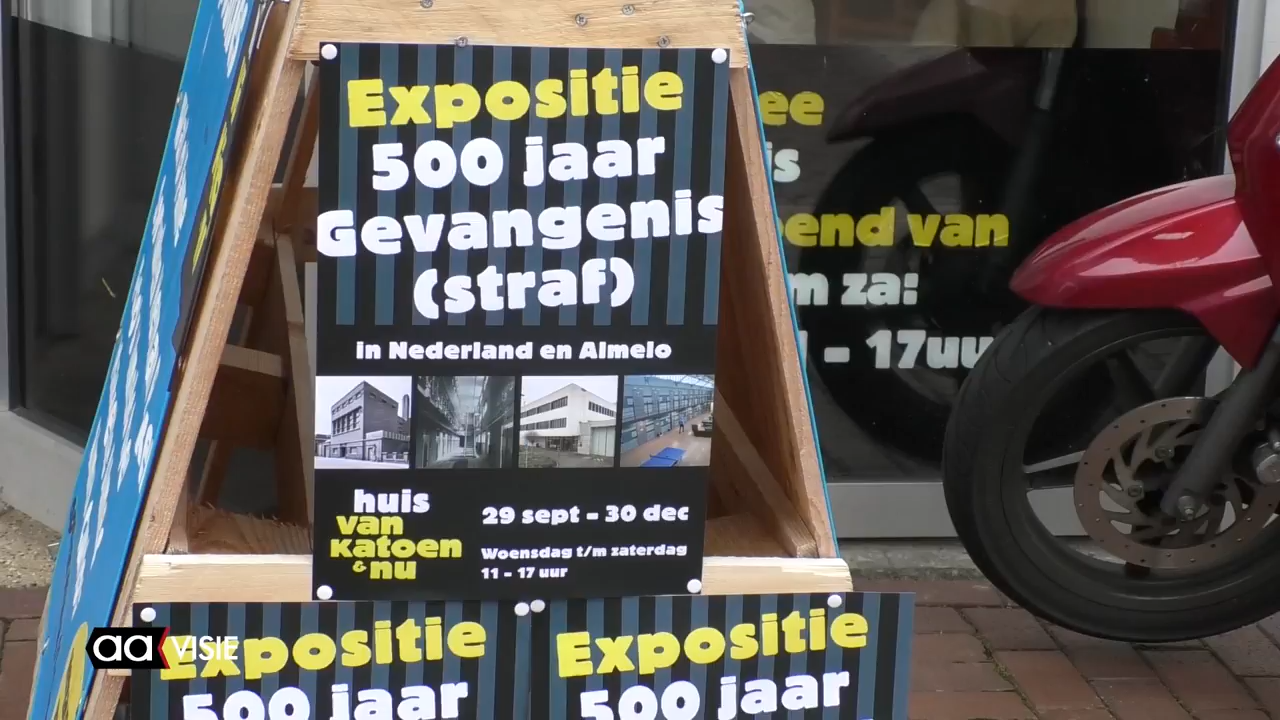 Expositie
500 jaar
Gevangenis
(straf)
in Nederland en Almelo
huis
van
katoen
& nu
29 sept - 30 dec
Woensdag t/m zaterdag
11 - 17 uur
ee
is
end van
m za:
- 17uu
Expositie
500 jaar
Expositie
500 jaar
aa VISIE